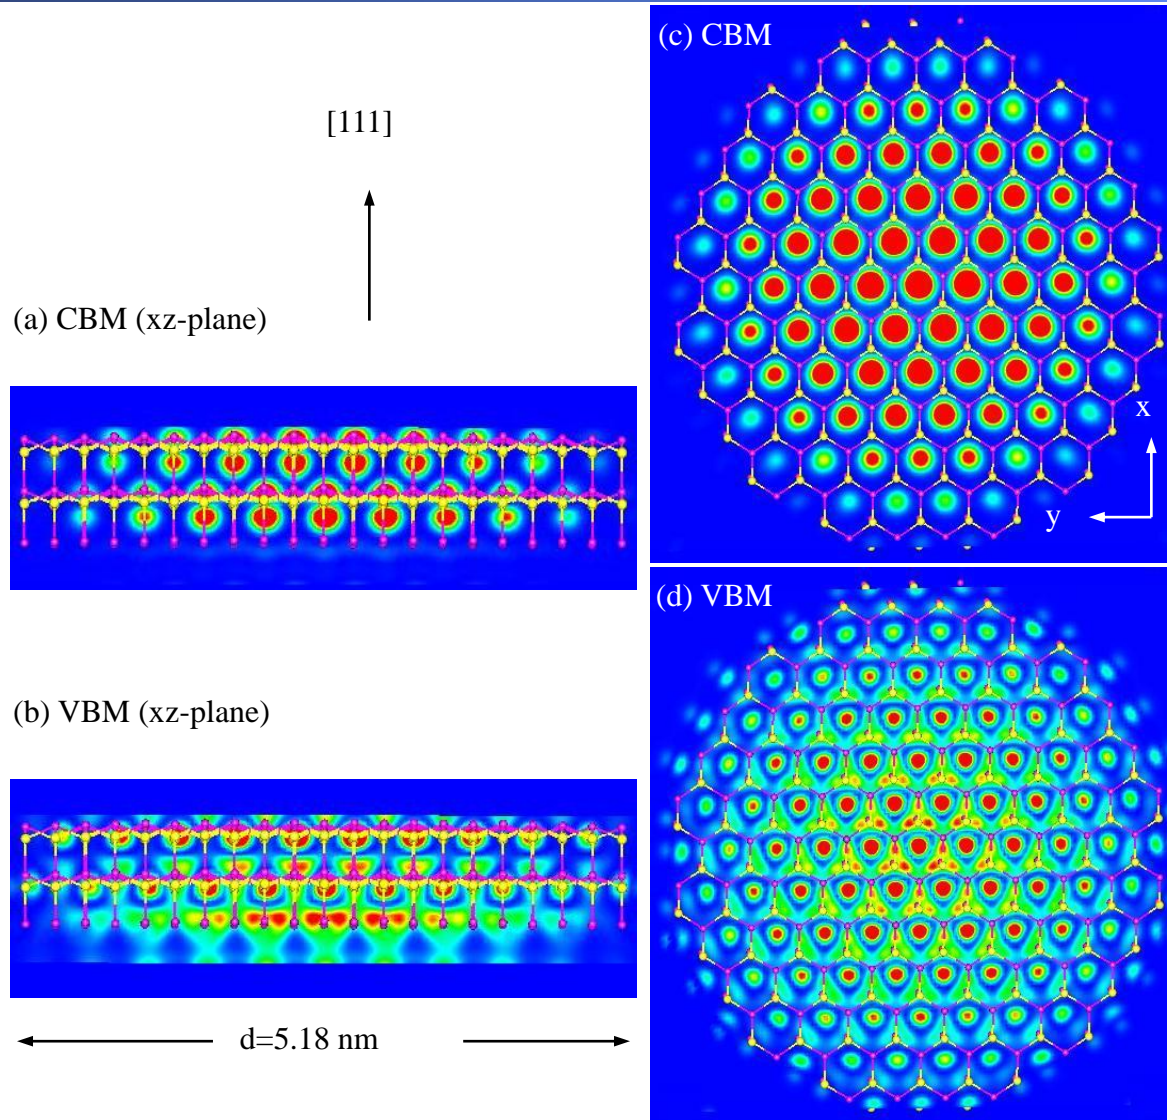 [111]
(a) CBM (xz-plane)
(b) VBM (xz-plane)
d=5.18 nm
(c) CBM
x
y
(d) VBM